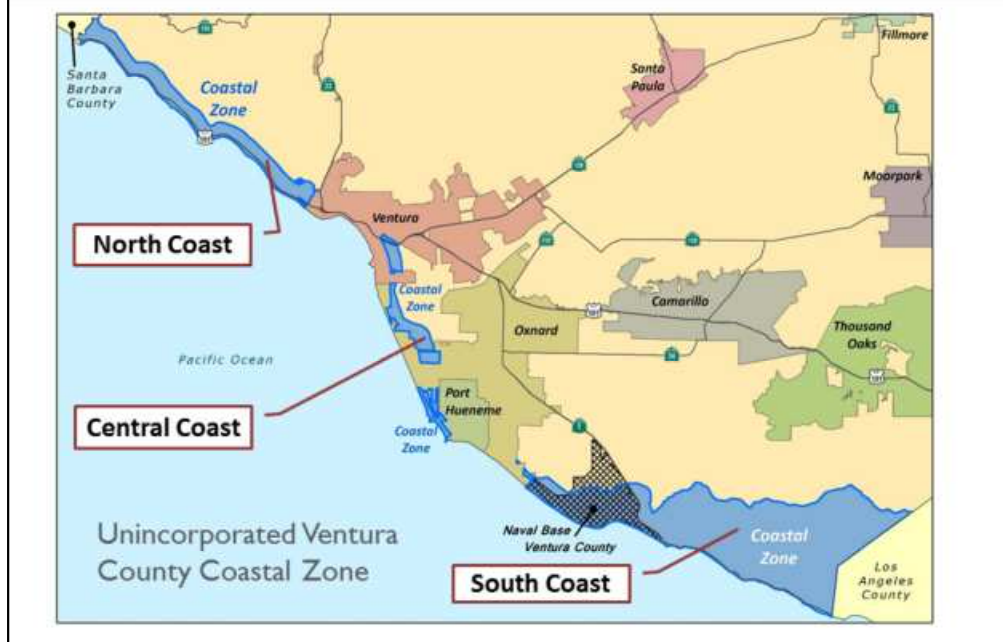 Santa
Barbara
County
Coastal
Zone
North Coast
Ventura
Santa
Paula
Fillmore
Moorpark
Coastal
Zone
Pacific Ocean
Oxnard
Camarillo
Thousand
Oaks
101
101
Central Coast
Port
Hueneme
Coastal
Zone
Naval Base
Ventura County
Coastal
Zone
South Coast
Los
Angeles
County
Unincorporated Ventura
County Coastal Zone